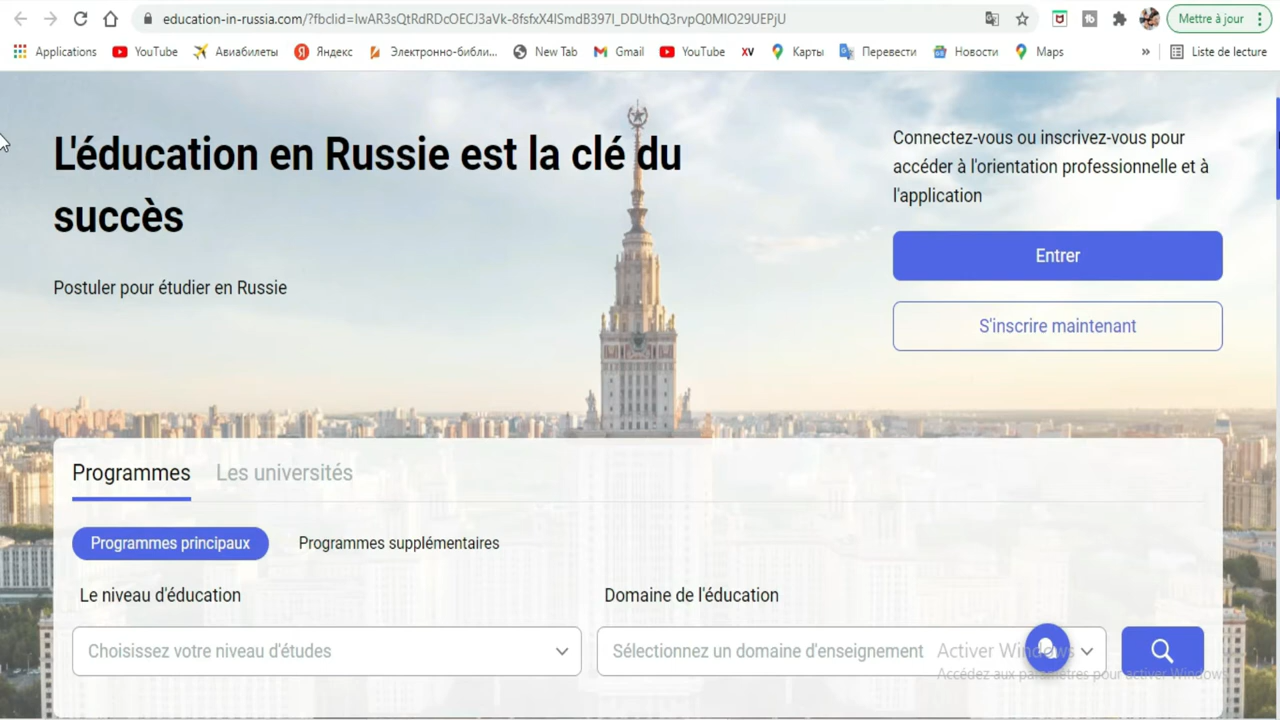 education-in-russia.com/?fbclid=IwAR3sQtRdRDcOECJ3aVk-8fsfxX4ISmdB397I_DDUthQ3rvpQ0MIO29UEPjU
Mettre à jour
Applications YouTube Авиабилеты Яндекс Электронно-библи... New Tab Gmail YouTube XV Карты Перевести Новости Maps » Liste de lecture
L'éducation en Russie est la clé du
succès
Postuler pour étudier en Russie
Connectez-vous ou inscrivez-vous pour
accéder à l'orientation professionnelle et à
l'application
Entrer
S'inscrire maintenant
Programmes Les universités
Programmes principaux Programmes supplémentaires
Le niveau d'éducation Domaine de l'éducation
Choisissez votre niveau d'études Sélectionnez un domaine d'enseignement
Activer Windows
Accédez aux paramètres pour activer Windows